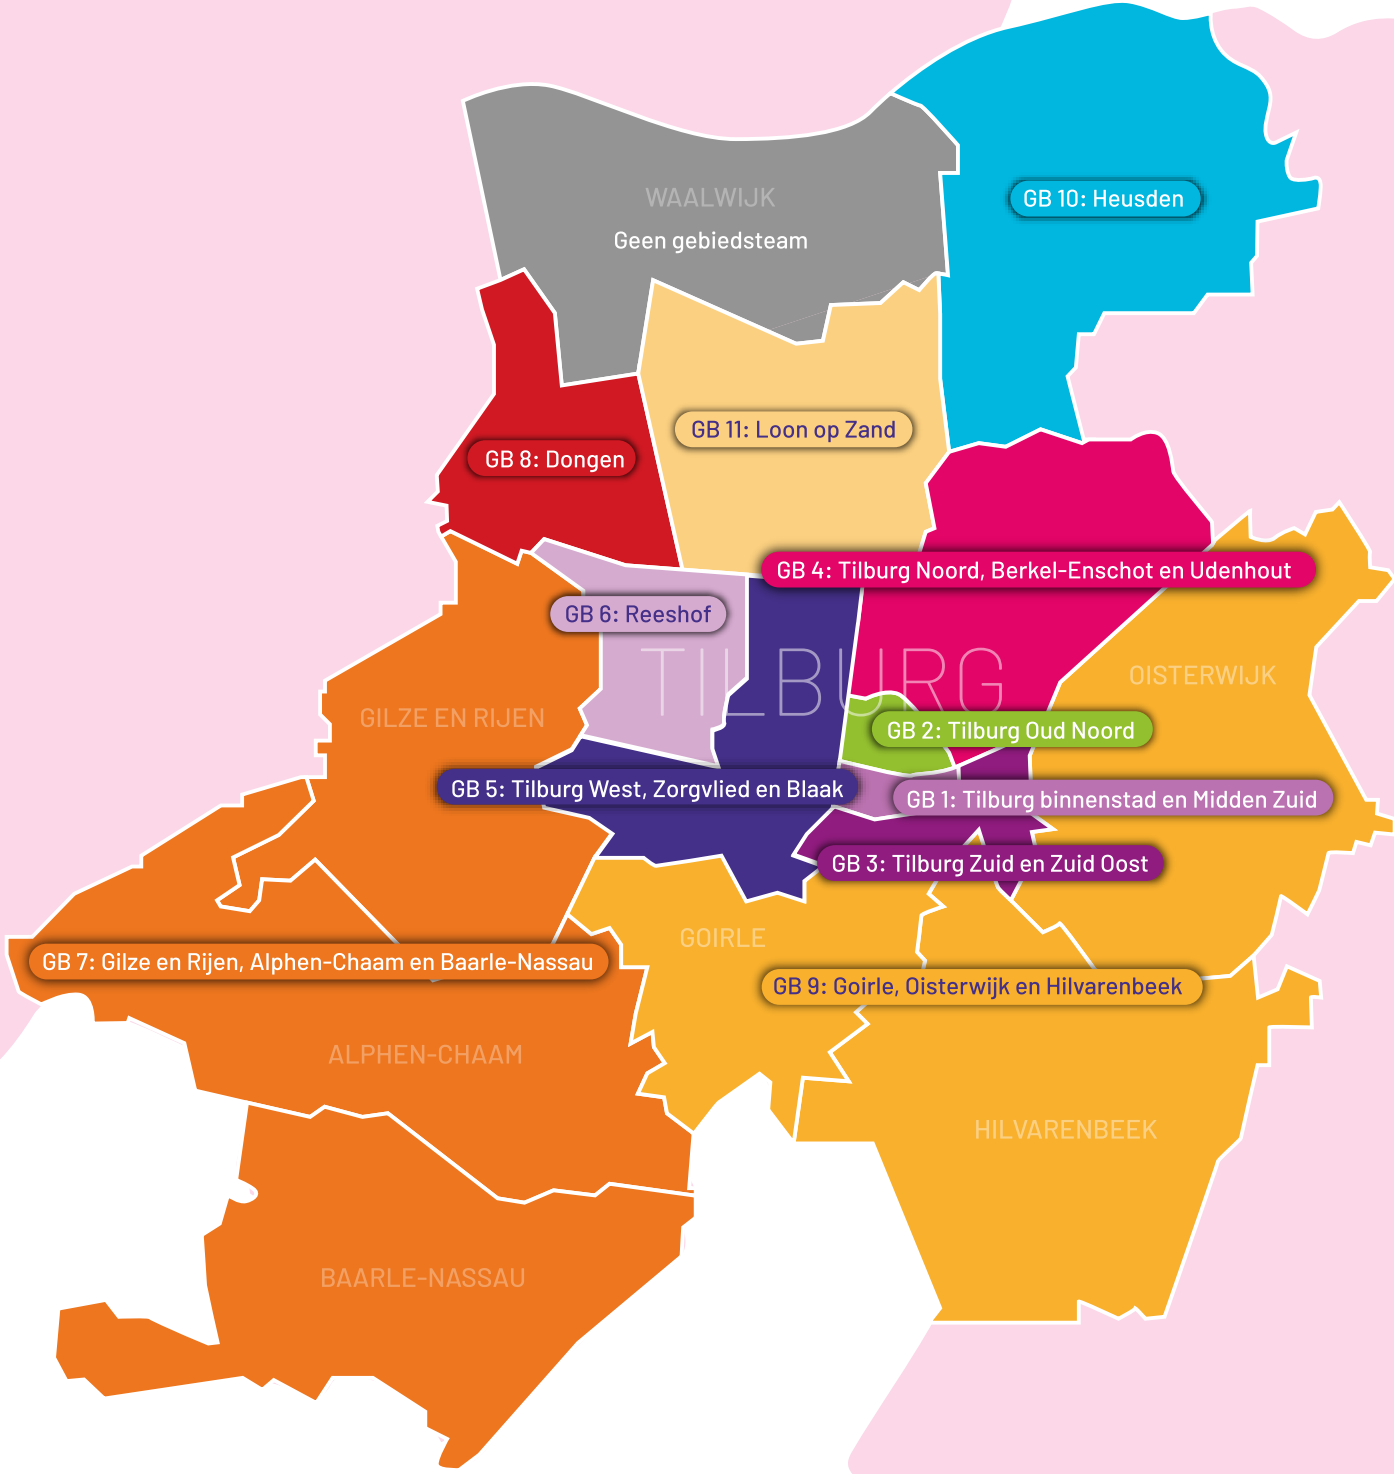 WAALWIJK
Geen gebiedsteam
GB 10: Heusden
GB 11: Loon op Zand
GB 8: Dongen
GB 4: Tilburg Noord, Berkel-Enschot en Udenhout
GB 6: Reeshof
TILBURG
OISTERWIJK
GILZE EN RIJEN
GB 2: Tilburg Oud Noord
GB 5: Tilburg West, Zorgvlied en Blaak
GB 1: Tilburg binnenstad en Midden Zuid
GB 3: Tilburg Zuid en Zuid Oost
GOIRLE
GB 7: Gilze en Rijen, Alphen-Chaam en Baarle-Nassau
GB 9: Goirle, Oisterwijk en Hilvarenbeek
ALPHEN-CHAAM
HILVARENBEEK
BAARLE-NASSAU